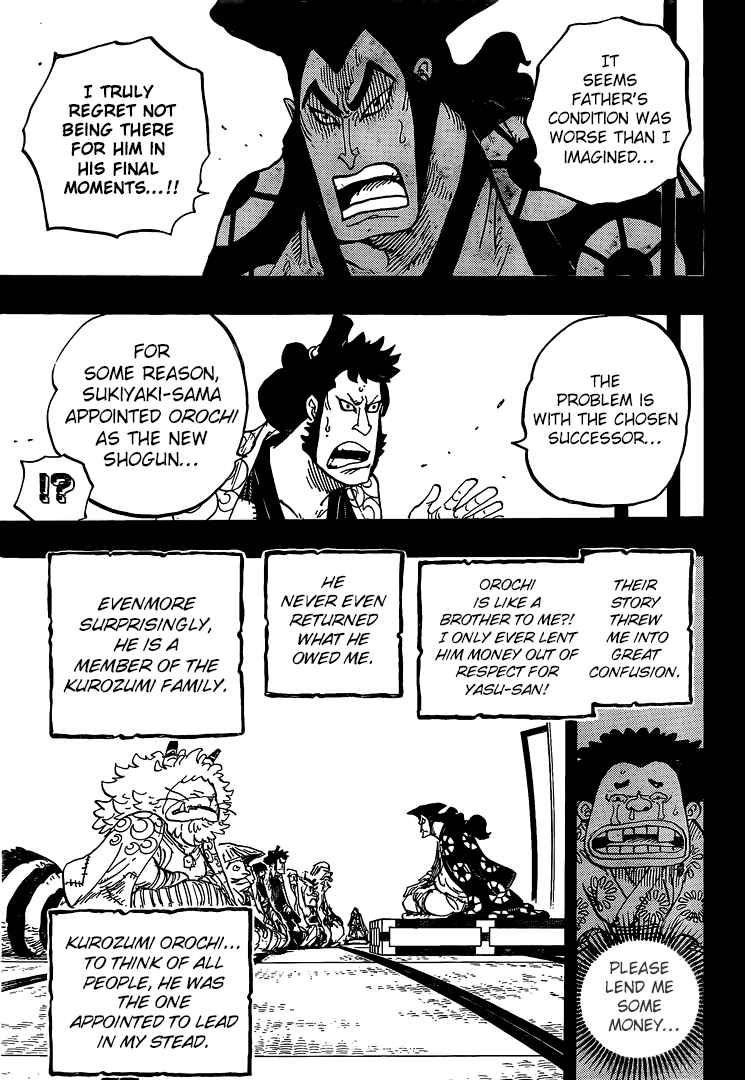 IT
SEEMS
FATHER'S
CONDITION WAS
WORSE THAN I
IMAGINED...
I TRULY
REGRET NOT
BEING THERE
FOR HIM IN
HIS FINAL
MOMENTS...!!
THE
PROBLEM IS
WITH THE CHOSEN
SUCCESSOR...
FOR
SOME REASON,
SUKIYAKI-SAMA
APPOINTED OROCHI
AS THE NEW
SHOGUN...
!?
THEIR
STORY
THREW
ME INTO
GREAT
CONFUSION.
OROCHI
IS LIKE A
BROTHER TO ME?!
I ONLY EVER LENT
HIM MONEY OUT OF
RESPECT FOR
YASU-SAN!
HE
NEVER EVEN
RETURNED
WHAT HE
OWED ME.
EVENMORE
SURPRISINGLY,
HE IS A
MEMBER OF THE
KUROZUMI FAMILY.
PLEASE
LEND ME
SOME
MONEY...
KUROZUMI OROCHI...
TO THINK OF ALL
PEOPLE, HE WAS
THE ONE
APPOINTED TO LEAD
IN MY STEAD.